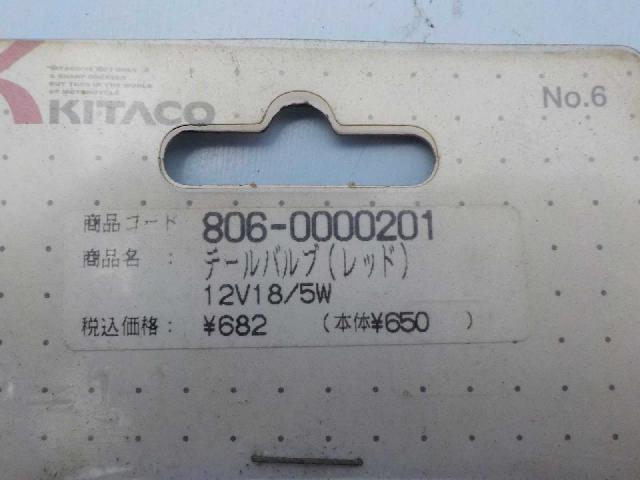 KITACO
No.6
商品コード 806-0000201
商品名 : テールバルブ(レッド)
12V18/5W
税込価格: ¥682 (本体¥650 )